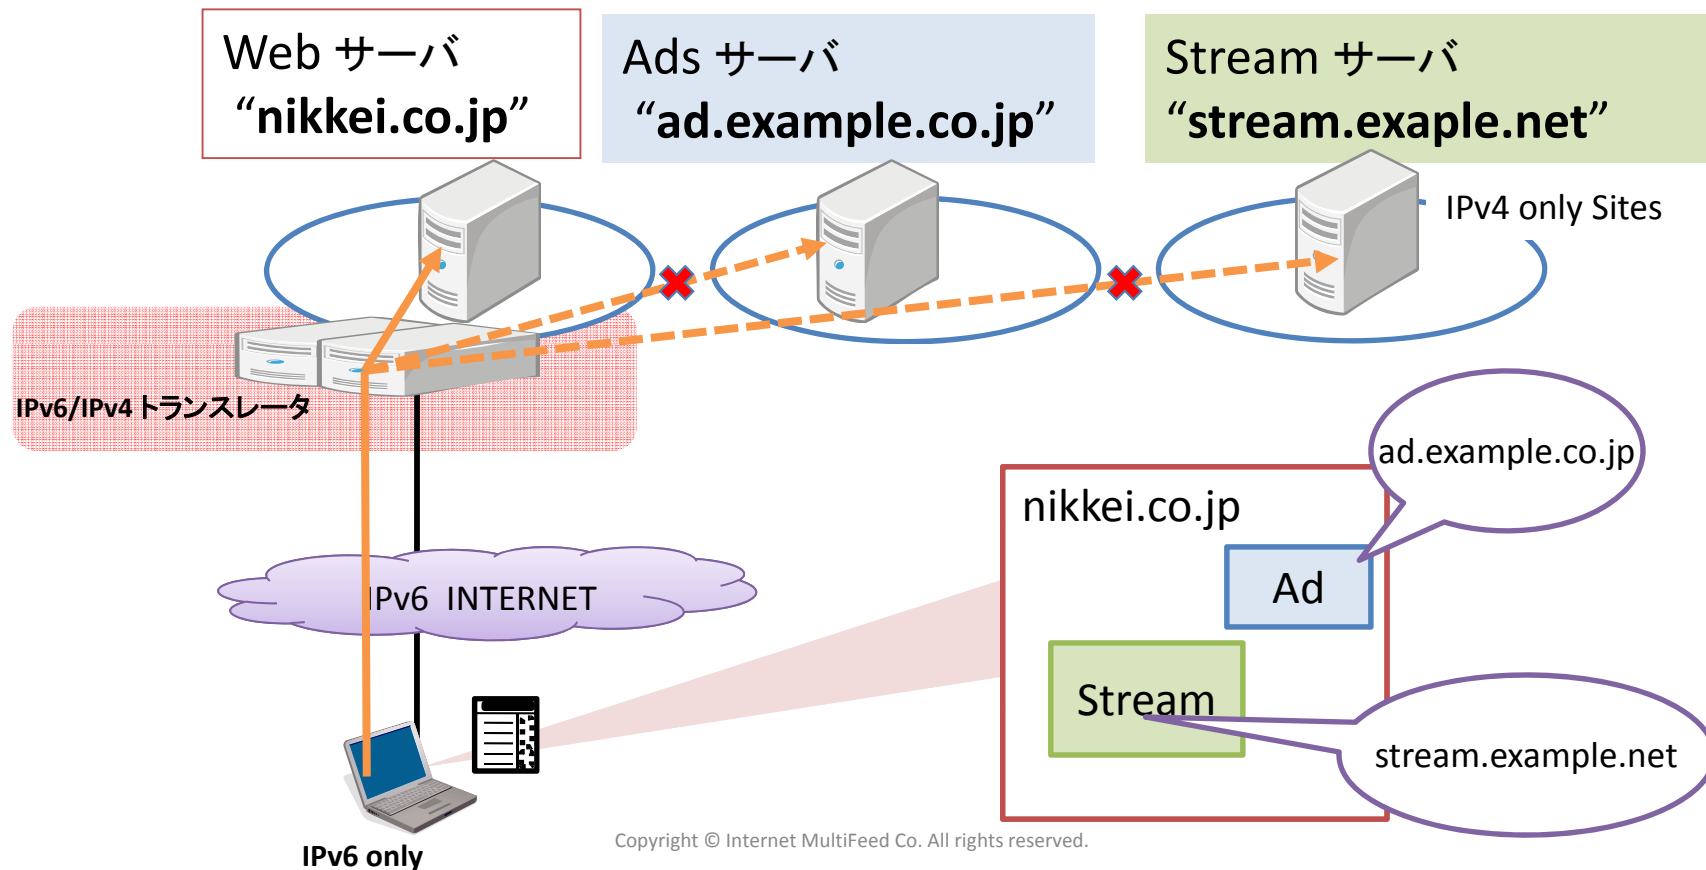 Web サーバ
“nikkei.co.jp”
Ads サーバ
“ad.example.co.jp”
Stream サーバ
“stream.exaple.net”
IPv4 only Sites
IPv6/IPv4 トランスレータ
ad.example.co.jp
nikkei.co.jp
Ad
IPv6 INTERNET
Stream
stream.example.net
Copyright © Internet MultiFeed Co. All rights reserved.
IPv6 only